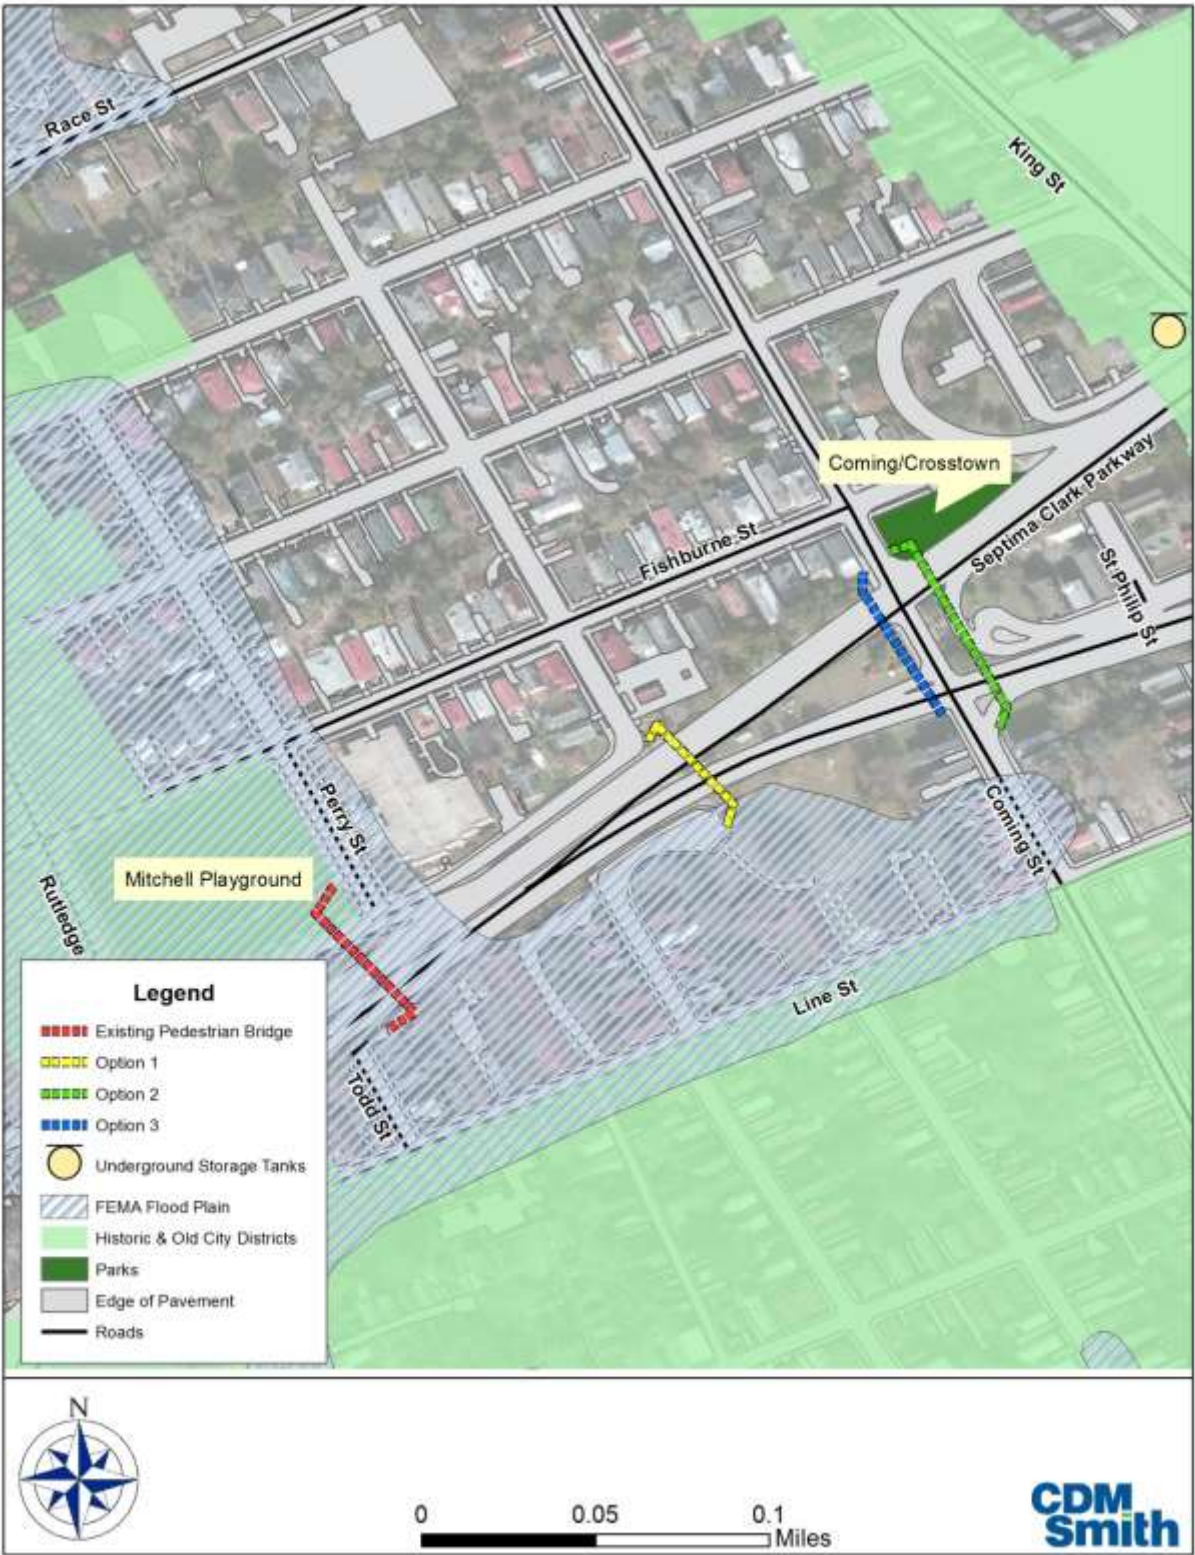 Race St
King St
Coming/Crosstown
Septima Clark Parkway
Fishburne St
St Philip St
Perry St
Coming St
Mitchell Playground
Rutledge
Line St
Todd St
Legend
Existing Pedestrian Bridge
Option 1
Option 2
Option 3
Underground Storage Tanks
FEMA Flood Plain
Historic & Old City Districts
Parks
Edge of Pavement
Roads
N
0 0.05 0.1
Miles
CDM
Smith